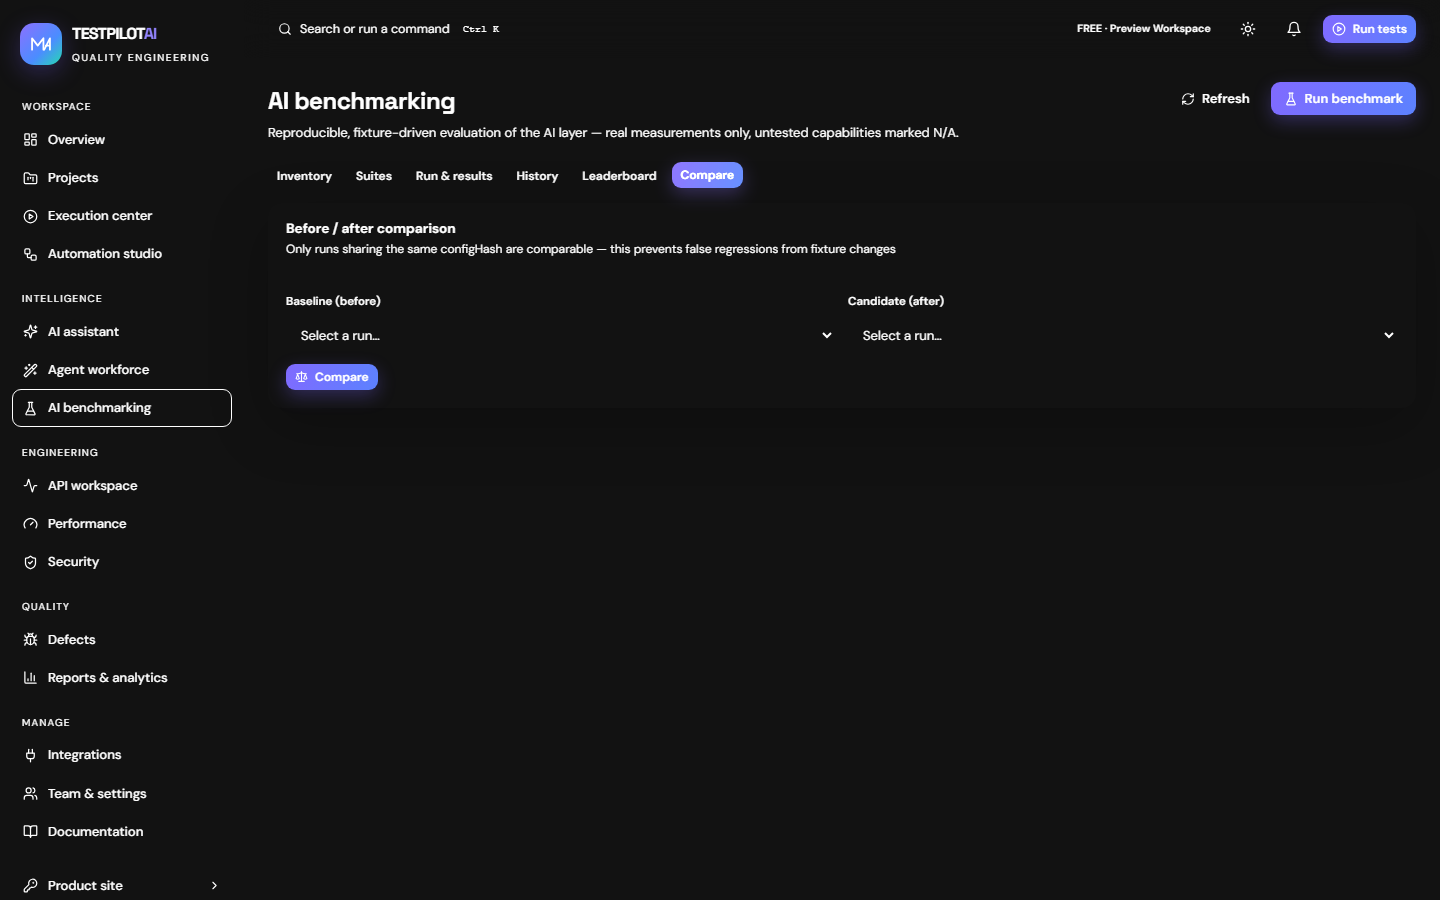 TESTPILOTAI
QUALITY ENGINEERING
Search or run a command Ctrl K
FREE · Preview Workspace
Run tests
WORKSPACE
Overview
Projects
Execution center
Automation studio
INTELLIGENCE
AI assistant
Agent workforce
AI benchmarking
ENGINEERING
API workspace
Performance
Security
QUALITY
Defects
Reports & analytics
MANAGE
Integrations
Team & settings
Documentation
Product site
AI benchmarking
Refresh
Run benchmark
Reproducible, fixture-driven evaluation of the AI layer — real measurements only, untested capabilities marked N/A.
Inventory Suites Run & results History Leaderboard Compare
Before / after comparison
Only runs sharing the same configHash are comparable — this prevents false regressions from fixture changes
Baseline (before)
Select a run...
Candidate (after)
Select a run...
Compare